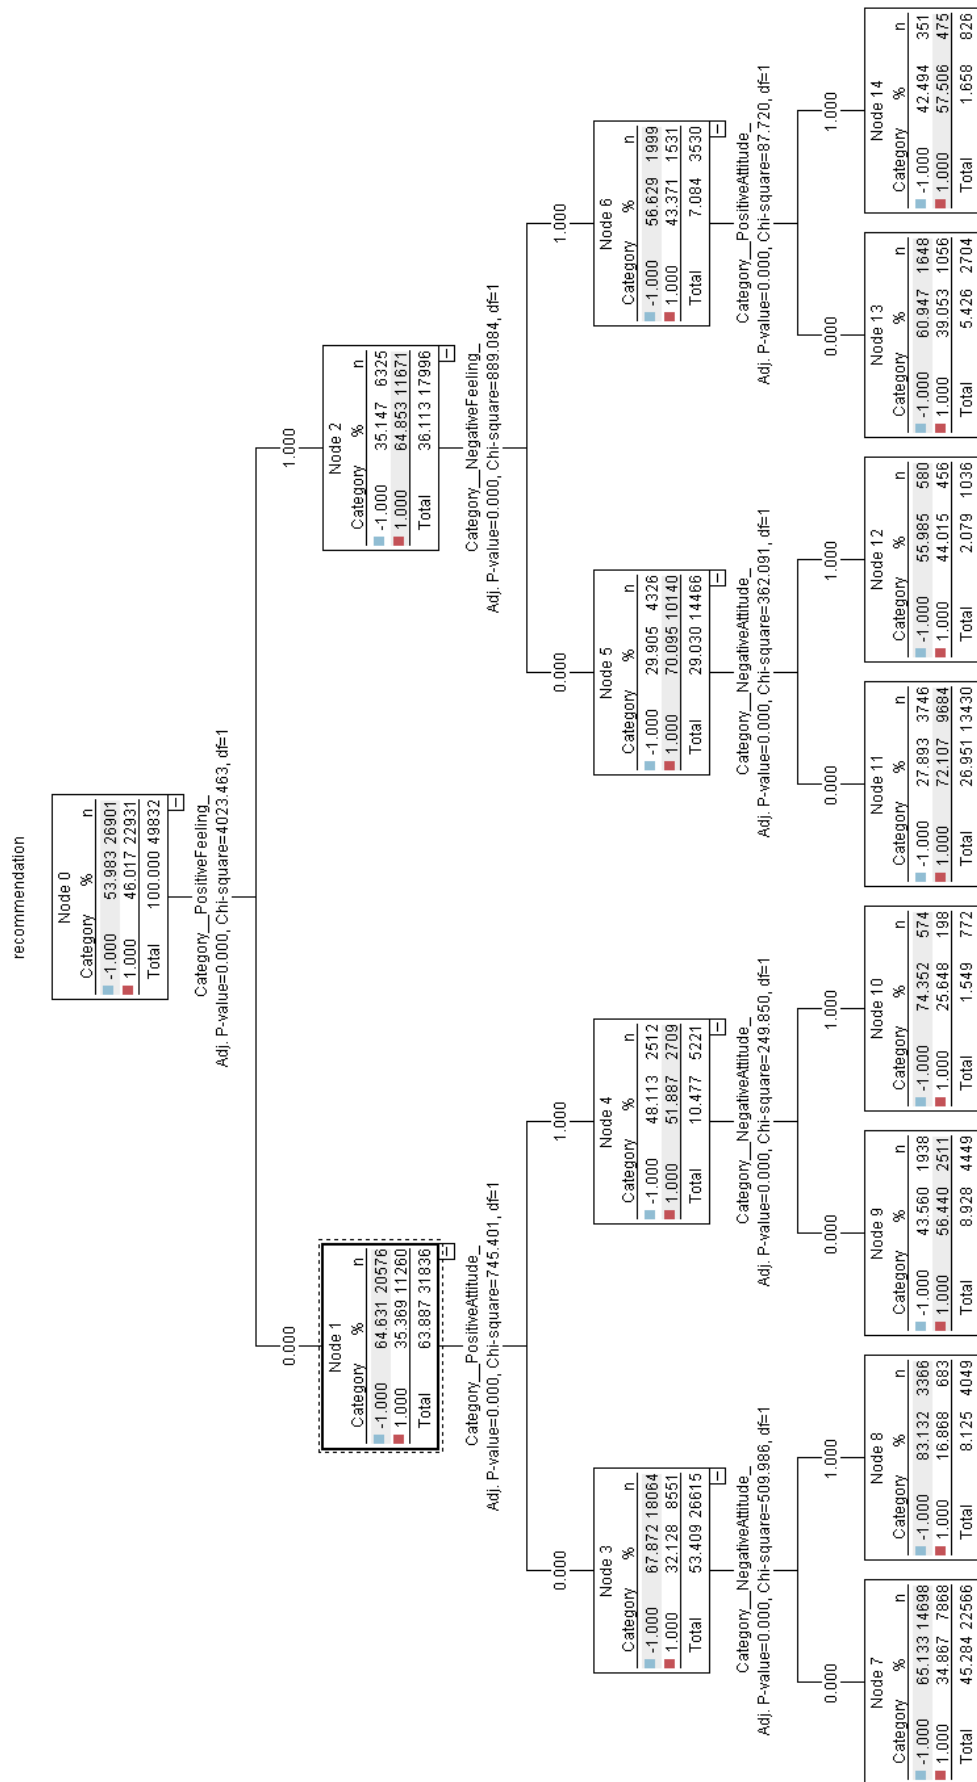 recommendation
Node 0
Category % n
-1.000 53.983 26901
1.000 46.017 22931
Total 100.000 49832
Category__PositiveFeeling_
Adj. P-value=0.000, Chi-square=4023.463, df=1
0.000
1.000
Node 1
Category % n
-1.000 64.631 20576
1.000 35.369 11260
Total 63.887 31836
Category__PositiveAttitude_
Adj. P-value=0.000, Chi-square=745.401, df=1
Node 2
Category % n
-1.000 35.147 6325
1.000 64.853 11671
Total 36.113 17996
Category__NegativeFeeling_
Adj. P-value=0.000, Chi-square=889.084, df=1
0.000
1.000
0.000
1.000
Node 3
Category % n
-1.000 67.872 18064
1.000 32.128 8551
Total 53.409 26615
Category__NegativeAttitude_
Adj. P-value=0.000, Chi-square=509.986, df=1
Node 4
Category % n
-1.000 48.113 2512
1.000 51.887 2709
Total 10.477 5221
Category__NegativeAttitude_
Adj. P-value=0.000, Chi-square=249.850, df=1
Node 5
Category % n
-1.000 29.905 4326
1.000 70.095 10140
Total 29.030 14466
Category__NegativeAttitude_
Adj. P-value=0.000, Chi-square=362.091, df=1
Node 6
Category % n
-1.000 56.629 1999
1.000 43.371 1531
Total 7.084 3530
Category__PositiveAttitude_
Adj. P-value=0.000, Chi-square=87.720, df=1
0.000
1.000
0.000
1.000
0.000
1.000
0.000
1.000
Node 7
Category % n
-1.000 65.133 14698
1.000 34.867 7868
Total 45.284 22566
Node 8
Category % n
-1.000 83.132 3366
1.000 16.868 683
Total 8.125 4049
Node 9
Category % n
-1.000 43.560 1938
1.000 56.440 2511
Total 8.928 4449
Node 10
Category % n
-1.000 74.352 574
1.000 25.648 198
Total 1.549 772
Node 11
Category % n
-1.000 27.893 3746
1.000 72.107 9684
Total 26.951 13430
Node 12
Category % n
-1.000 55.985 580
1.000 44.015 456
Total 2.079 1036
Node 13
Category % n
-1.000 60.947 1648
1.000 39.053 1056
Total 5.426 2704
Node 14
Category % n
-1.000 42.494 351
1.000 57.506 475
Total 1.658 826